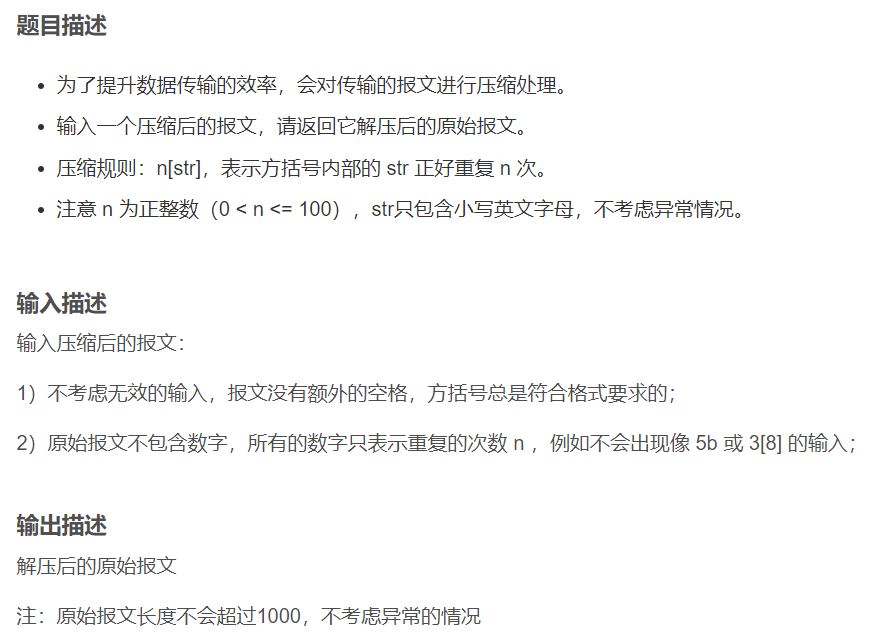 题目描述
为了提升数据传输的效率，会对传输的报文进行压缩处理。
输入一个压缩后的报文，请返回它解压后的原始报文。
压缩规则：n[str]，表示方括号内部的 str 正好重复 n 次。
注意 n 为正整数（0 < n <= 100），str只包含小写英文字母，不考虑异常情况。
输入描述
输入压缩后的报文：
1）不考虑无效的输入，报文没有额外的空格，方括号总是符合格式要求的；
2）原始报文不包含数字，所有的数字只表示重复的次数 n ，例如不会出现像 5b 或 3[8] 的输入；
输出描述
解压后的原始报文
注：原始报文长度不会超过1000，不考虑异常的情况